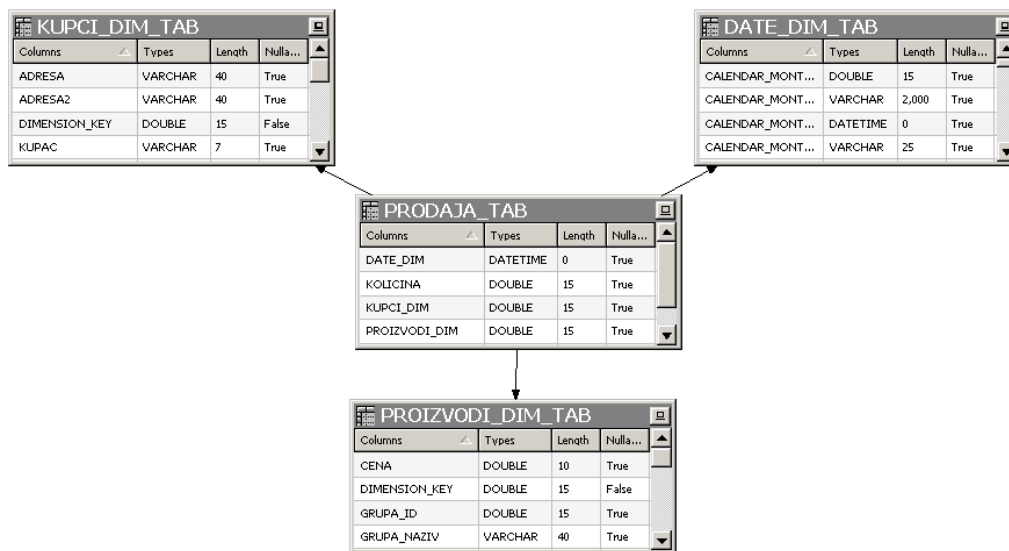 KUPCI_DIM_TAB
Columns Types Length Nulla...
ADRESA VARCHAR 40 True
ADRESA2 VARCHAR 40 True
DIMENSION_KEY DOUBLE 15 False
KUPAC VARCHAR 7 True
DATE_DIM_TAB
Columns Types Length Nulla...
CALENDAR_MONT... DOUBLE 15 True
CALENDAR_MONT... VARCHAR 2,000 True
CALENDAR_MONT... DATETIME 0 True
CALENDAR_MONT... VARCHAR 25 True
PRODAJA_TAB
Columns Types Length Nulla...
DATE_DIM DATETIME 0 True
KOLICINA DOUBLE 15 True
KUPCI_DIM DOUBLE 15 True
PROIZVODI_DIM DOUBLE 15 True
PROIZVODI_DIM_TAB
Columns Types Length Nulla...
CENA DOUBLE 10 True
DIMENSION_KEY DOUBLE 15 False
GRUPA_ID DOUBLE 15 True
GRUPA_NAZIV VARCHAR 40 True